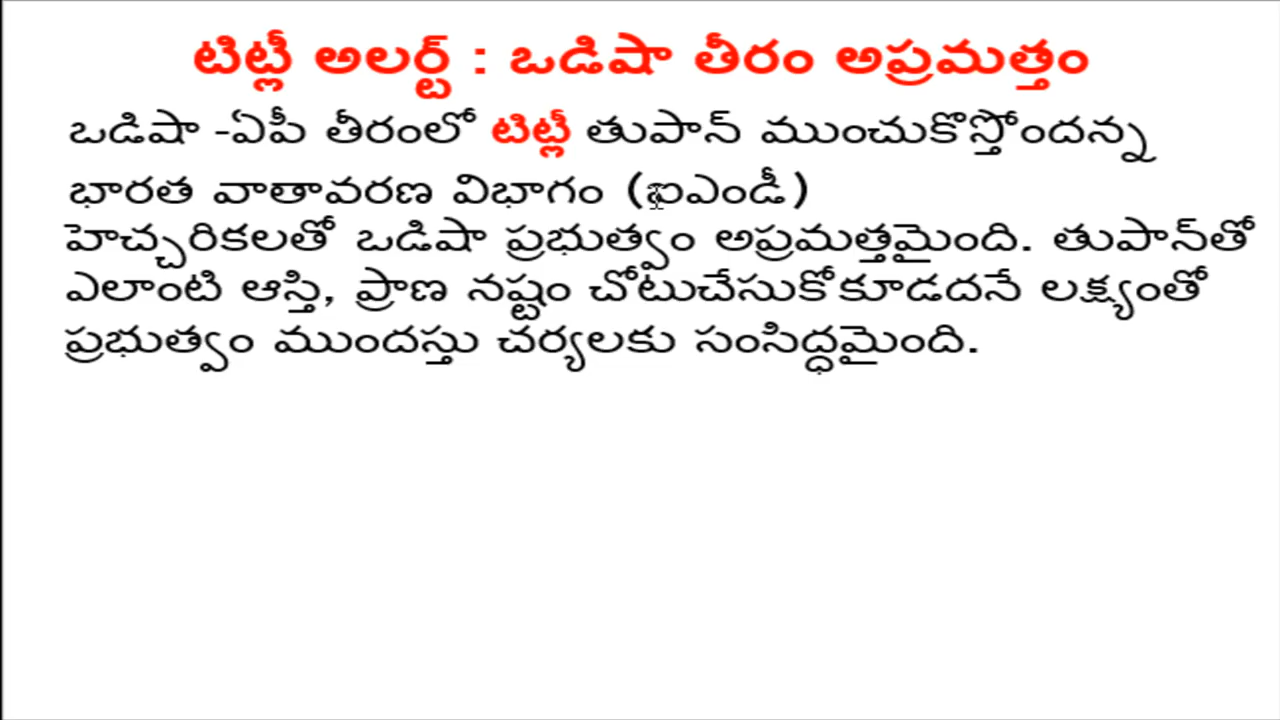 టిట్లీ అలర్ట్ : ఒడిషా తీరం అప్రమత్తం
ఒడిషా -ఏపీ తీరంలో టిట్లీ తుపాన్ ముంచుకొస్తోందన్న
భారత వాతావరణ విభాగం (ఐఎండీ)
హెచ్చరికలతో ఒడిషా ప్రభుత్వం అప్రమత్తమైంది. తుపాన్‌తో
ఎలాంటి ఆస్తి, ప్రాణ నష్టం చోటుచేసుకోకూడదనే లక్ష్యంతో
ప్రభుత్వం ముందస్తు చర్యలకు సంసిద్ధమైంది.